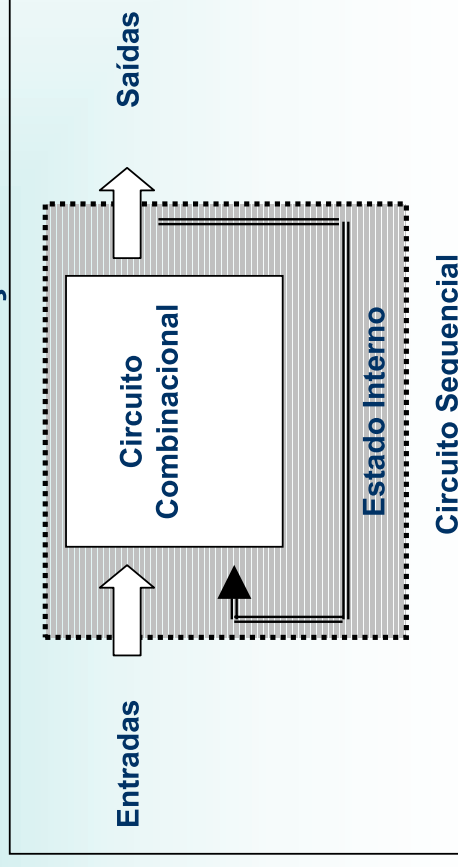 Entradas
Circuito
Combinacional
Saídas
Estado Interno
Circuito Sequencial